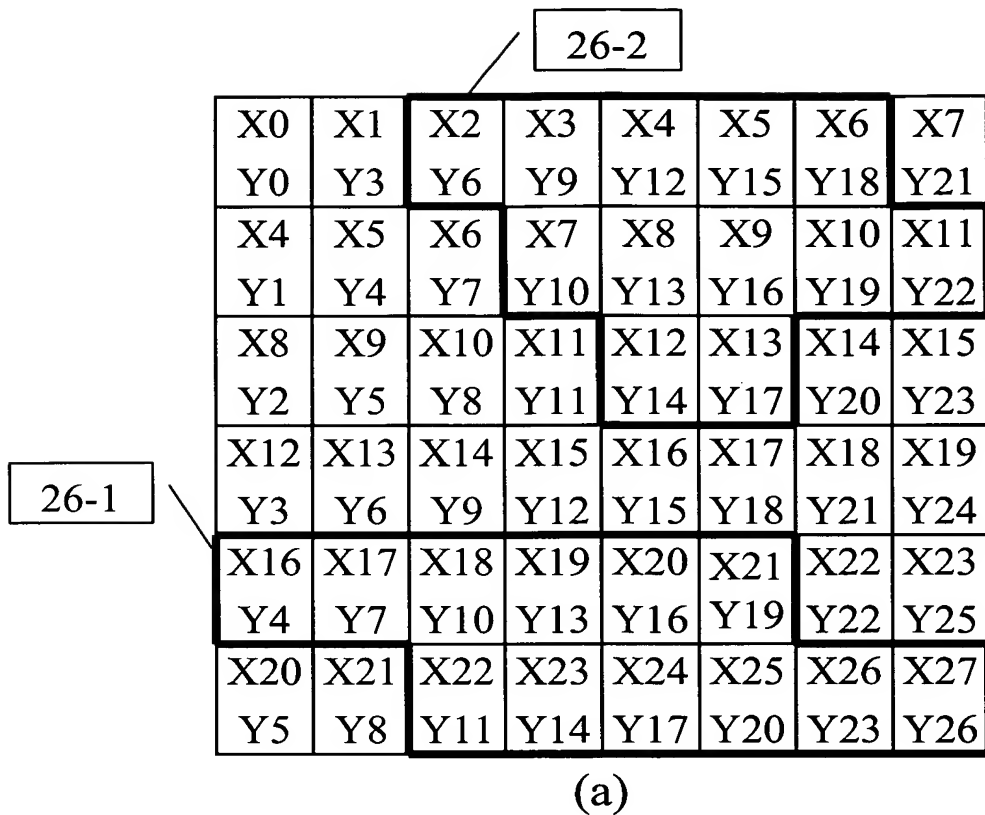 26-2
X0 X1 X2 X3 X4 X5 X6 X7
Y0 Y3 Y6 Y9 Y12 Y15 Y18 Y21
X4 X5 X6 X7 X8 X9 X10 X11
Y1 Y4 Y7 Y10 Y13 Y16 Y19 Y22
X8 X9 X10 X11 X12 X13 X14 X15
Y2 Y5 Y8 Y11 Y14 Y17 Y20 Y23
X12 X13 X14 X15 X16 X17 X18 X19
Y3 Y6 Y9 Y12 Y15 Y18 Y21 Y24
26-1
X16 X17 X18 X19 X20 X21 X22 X23
Y4 Y7 Y10 Y13 Y16 Y19 Y22 Y25
X20 X21 X22 X23 X24 X25 X26 X27
Y5 Y8 Y11 Y14 Y17 Y20 Y23 Y26
(a)